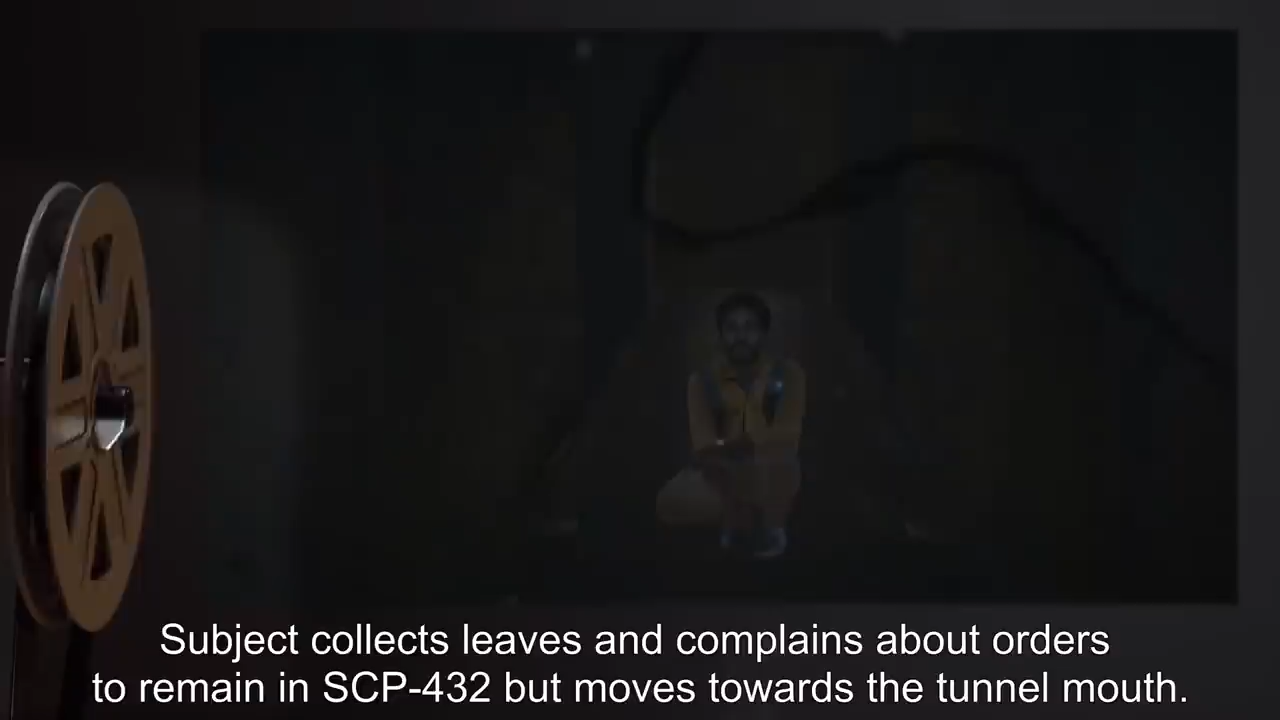 Subject collects leaves and complains about orders
to remain in SCP-432 but moves towards the tunnel mouth.